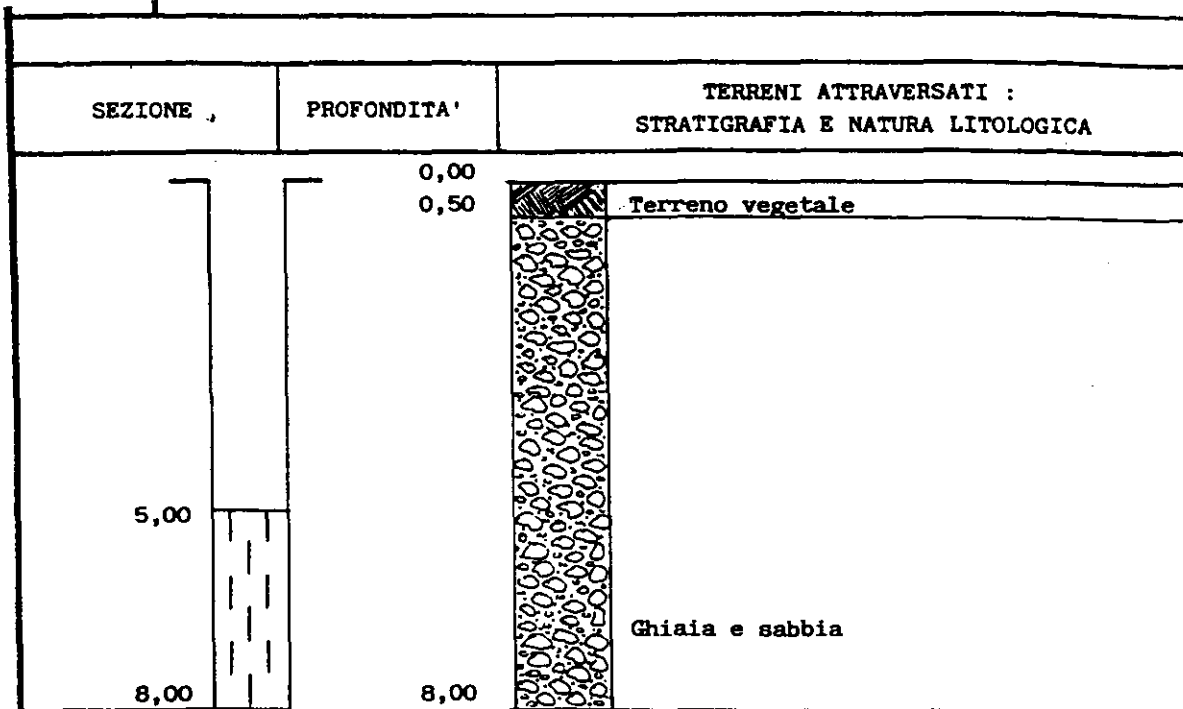 SEZIONE
PROFONDITA'
TERRENI ATTRAVERSATI :
STRATIGRAFIA E NATURA LITOLOGICA
0,00
0,50
Terreno vegetale
5,00
Ghiaia e sabbia
8,00
8,00